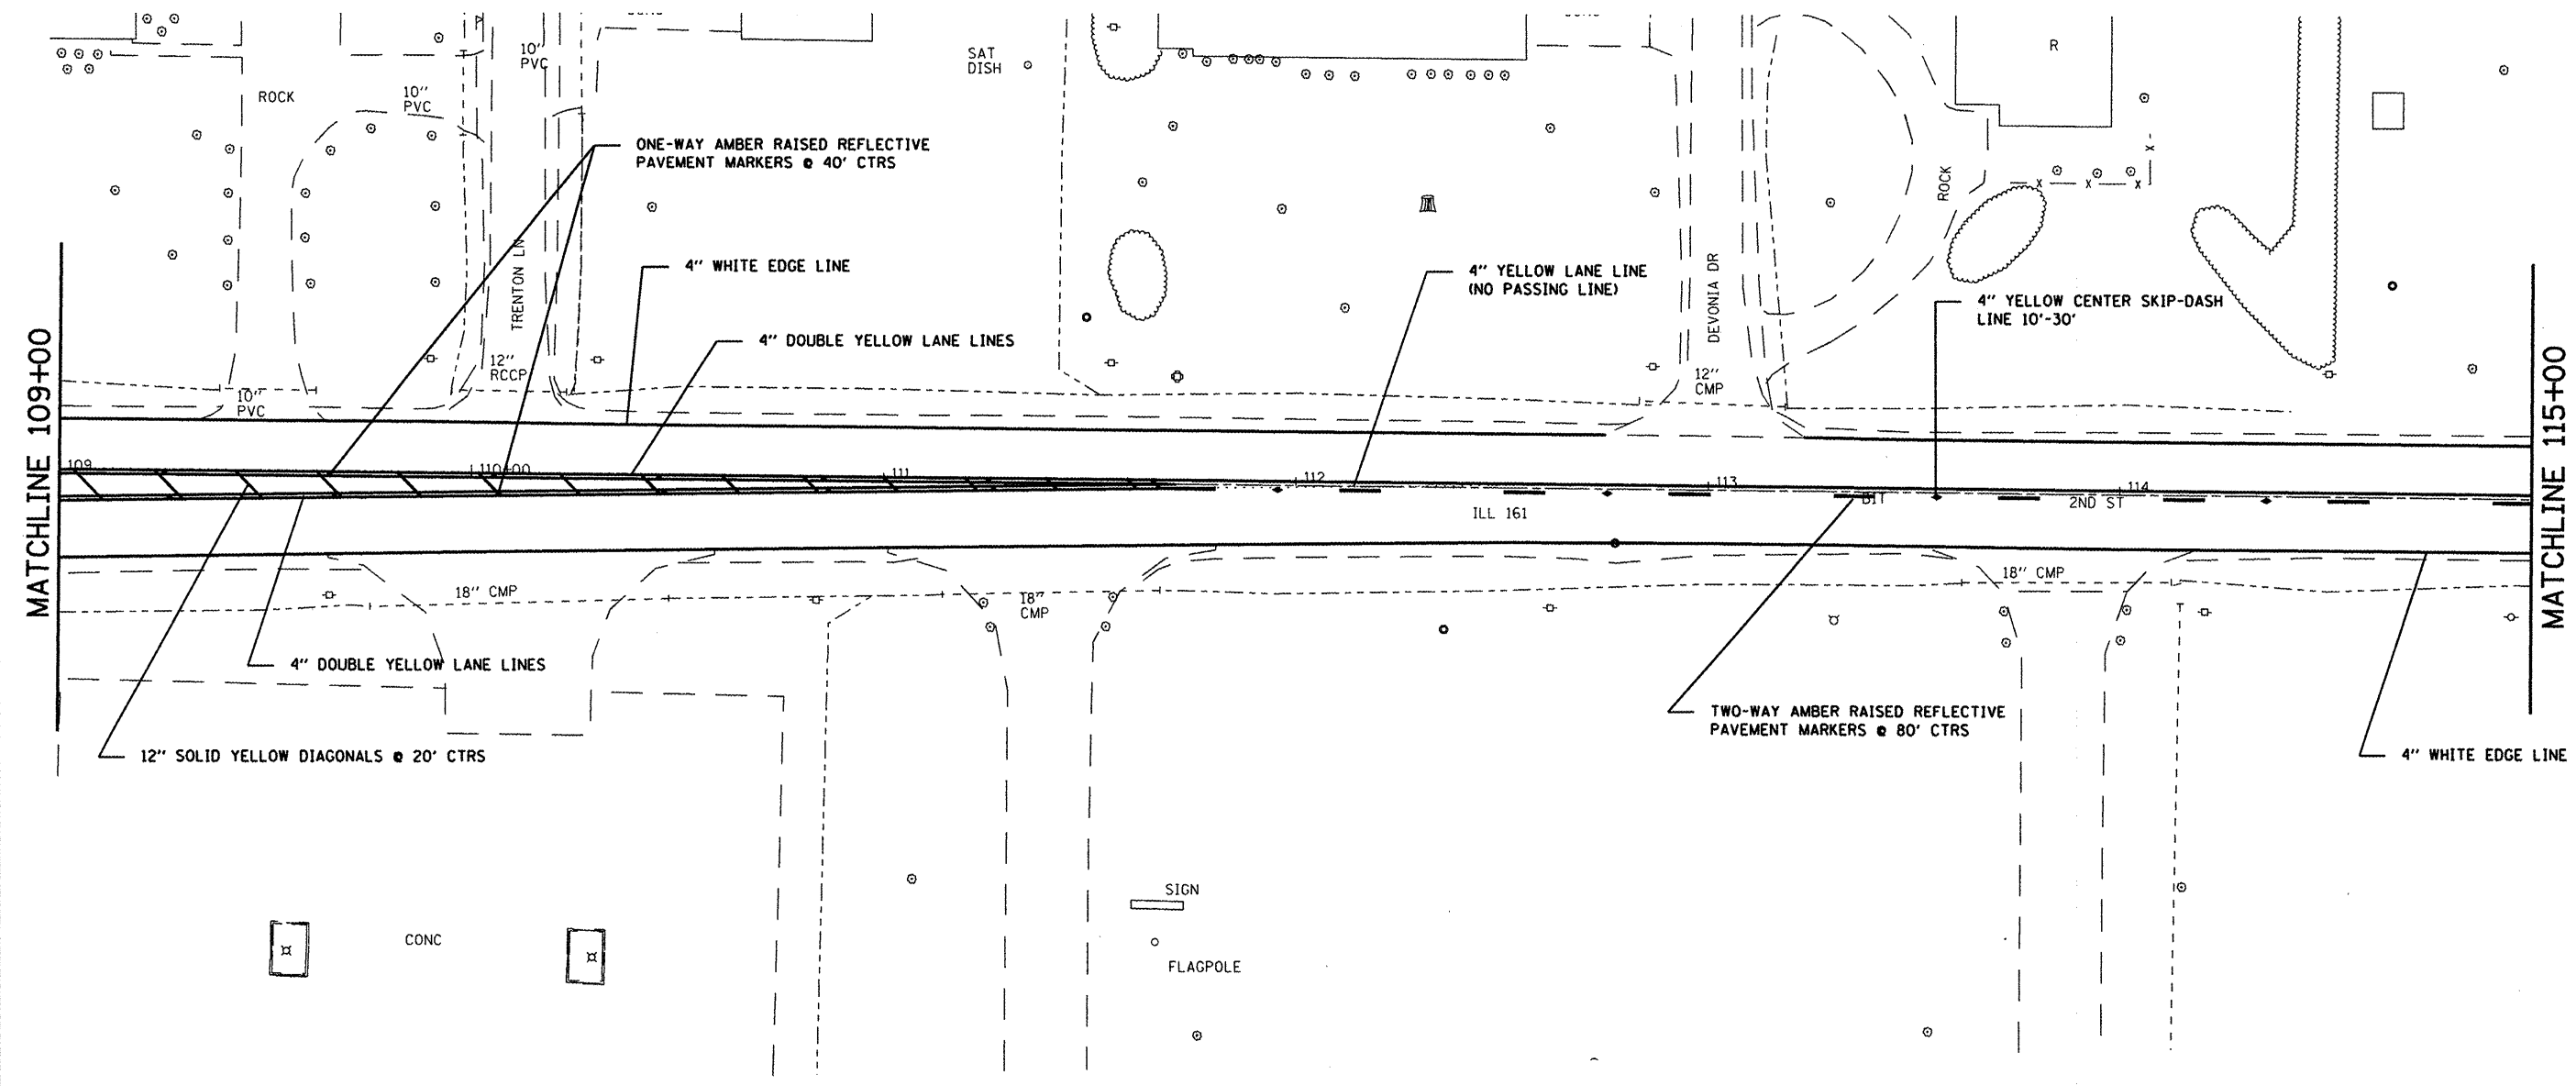 10"
PVC
SAT
DISH
R
ROCK
10"
PVC
ONE-WAY AMBER RAISED REFLECTIVE
PAVEMENT MARKERS @ 40' CTRS
ROCK
TRENTON LN
4" WHITE EDGE LINE
4" YELLOW LANE LINE
(NO PASSING LINE)
DEVONIA DR
4" YELLOW CENTER SKIP-DASH
LINE 10'-30'
4" DOUBLE YELLOW LANE LINES
12"
RCCP
12"
CMP
10"
PVC
MATCHLINE 109+00
MATCHLINE 115+00
109
110+00
111
112
113
114
BIT
2ND ST
ILL 161
18" CMP
18"
CMP
18" CMP
T
4" DOUBLE YELLOW LANE LINES
TWO-WAY AMBER RAISED REFLECTIVE
PAVEMENT MARKERS @ 80' CTRS
12" SOLID YELLOW DIAGONALS @ 20' CTRS
4" WHITE EDGE LINE
SIGN
CONC
FLAGPOLE